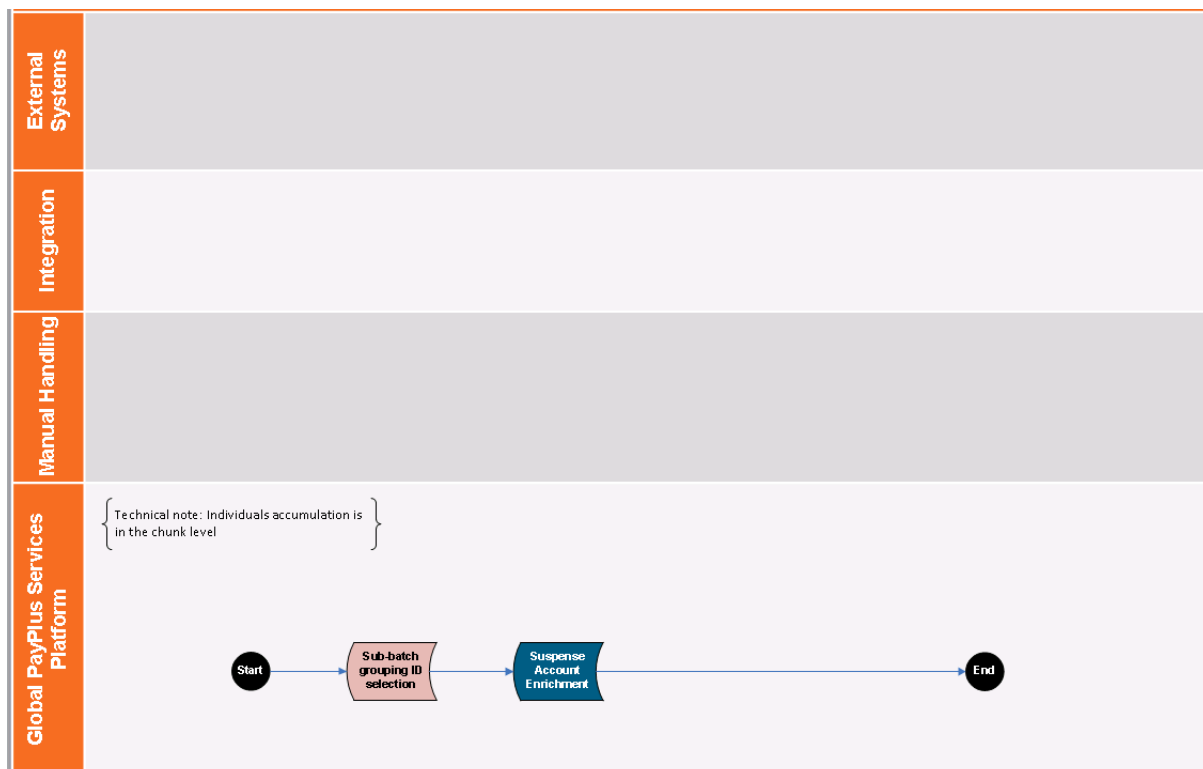 External
Systems
Integration
Manual Handling
Global PayPlus Services
Platform
Technical note: Individuals accumulation is
in the chunk level
Start
Sub-batch
grouping ID
selection
Suspense
Account
Enrichment
End